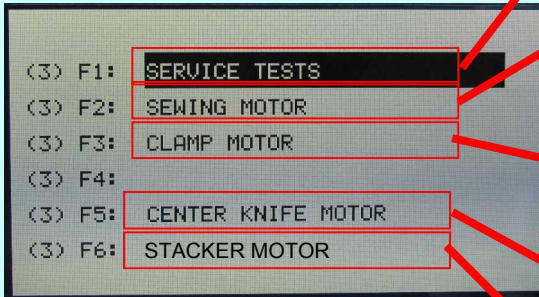 (3) F1: SERVICE TESTS
(3) F2: SEWING MOTOR
(3) F3: CLAMP MOTOR
(3) F4:
(3) F5: CENTER KNIFE MOTOR
(3) F6: STACKER MOTOR